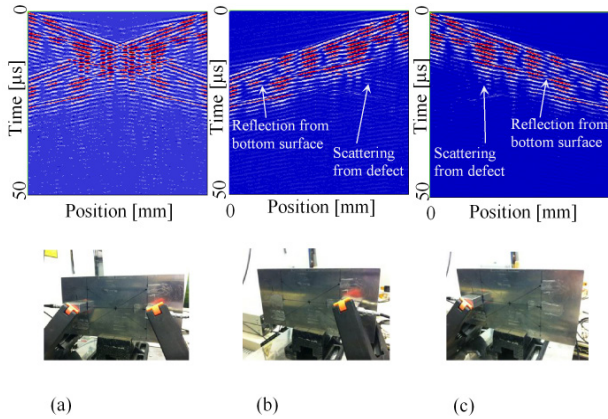 0
Time [µs]
50
Position [mm]
0
Time [µs]
Reflection from
bottom surface
Scattering
from defect
50
Position [mm]
0
0
Time [µs]
Reflection from
bottom surface
Scattering
from defect
50
Position [mm]
0
(a)
(b)
(c)